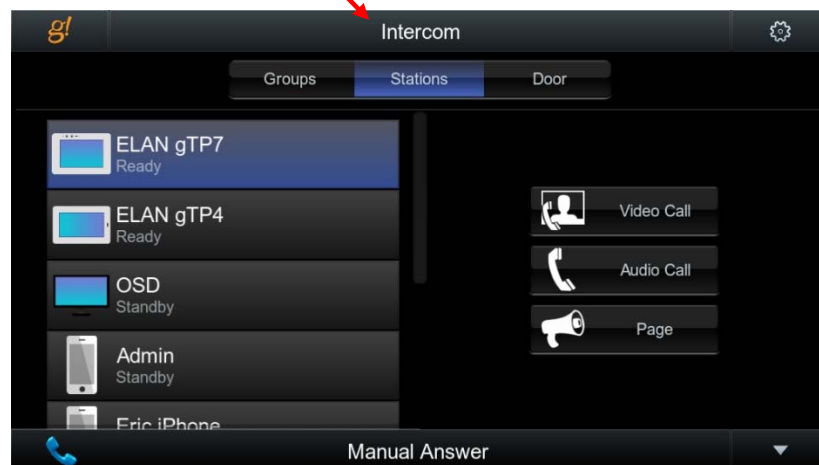 g!
Intercom
Groups
Stations
Door
ELAN gTP7
Ready
ELAN gTP4
Ready
OSD
Standby
Admin
Standby
Eric iPhone
Video Call
Audio Call
Page
Manual Answer